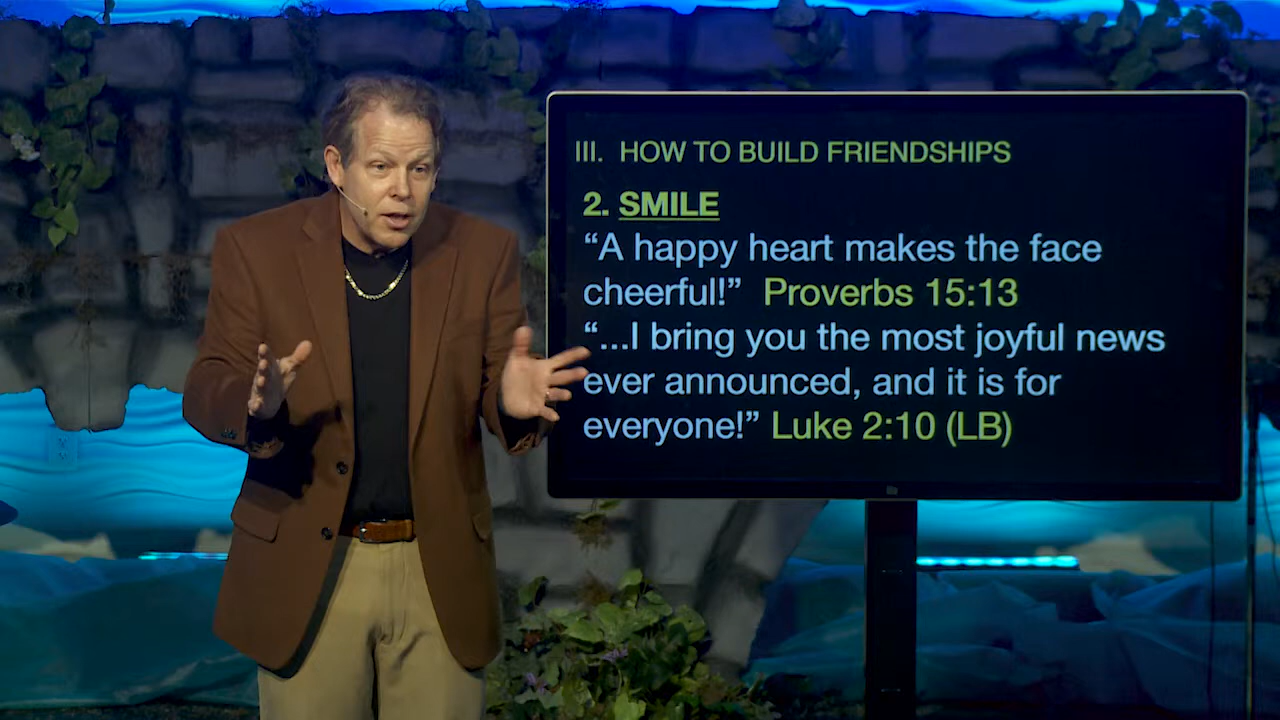 III. HOW TO BUILD FRIENDSHIPS
2. SMILE
“A happy heart makes the face
cheerful!” Proverbs 15:13
“...I bring you the most joyful news
ever announced, and it is for
everyone!” Luke 2:10 (LB)